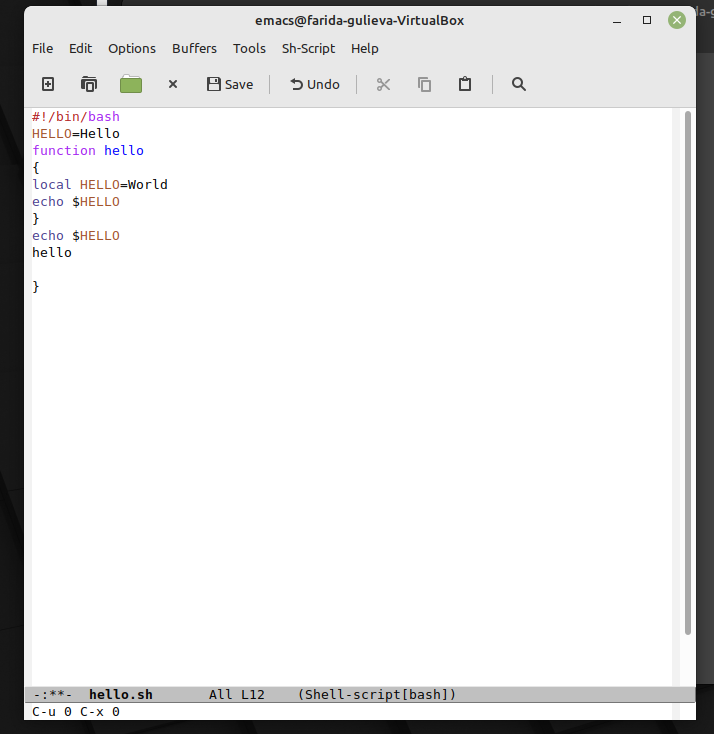 emacs@farida-gulieva-VirtualBox
File Edit Options Buffers Tools Sh-Script Help
Save Undo
#!/bin/bash
HELLO=Hello
function hello
{
local HELLO=World
echo $HELLO
}
echo $HELLO
hello
}
-:**- hello.sh All L12 (Shell-script[bash])
C-u 0 C-x 0